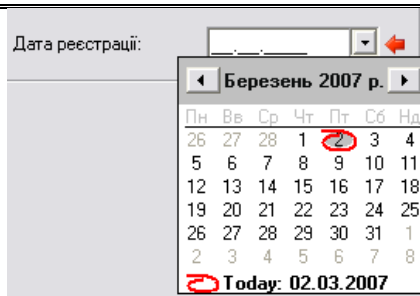 Дата реєстрації: __.__.____
Березень 2007 р.
Пн Вв Ср Чт Пт Сб Нд
26 27 28 1 2 3 4
5 6 7 8 9 10 11
12 13 14 15 16 17 18
19 20 21 22 23 24 25
26 27 28 29 30 31 1
2 3 4 5 6 7 8
Today: 02.03.2007